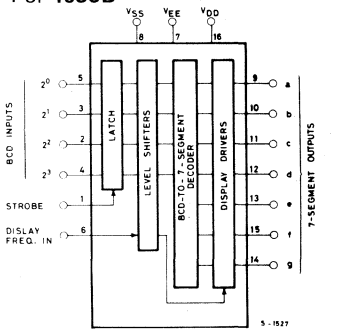 4056B
VSS VEE VDD
8 7 16
BCD INPUTS
2⁰ 5
2¹ 3
2² 2
2³ 4
STROBE 1
DISLAY FREQ. IN 6
LATCH
LEVEL SHIFTERS
BCD-TO-7-SEGMENT DECODER
DISPLAY DRIVERS
9 a
10 b
11 c
12 d
13 e
15 f
14 g
7-SEGMENT OUTPUTS
S-1527